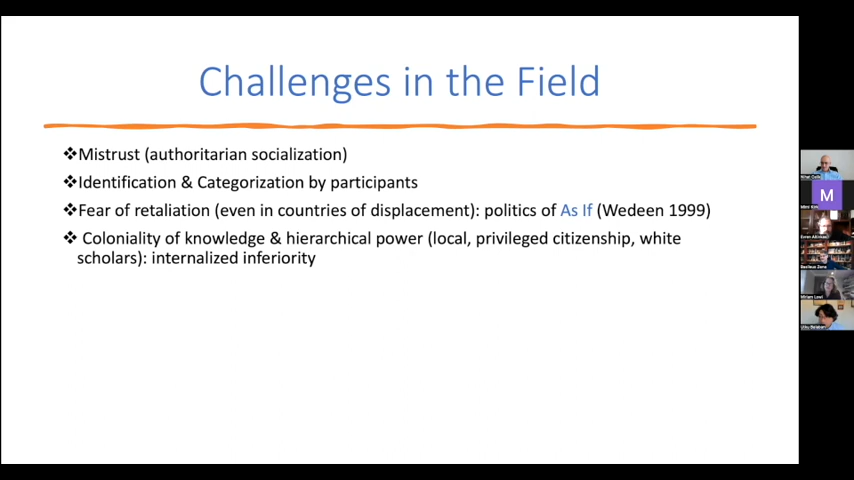 Challenges in the Field
❖Mistrust (authoritarian socialization)
❖Identification & Categorization by participants
❖Fear of retaliation (even in countries of displacement): politics of As If (Wedeen 1999)
❖ Coloniality of knowledge & hierarchical power (local, privileged citizenship, white
scholars): internalized inferiority
M